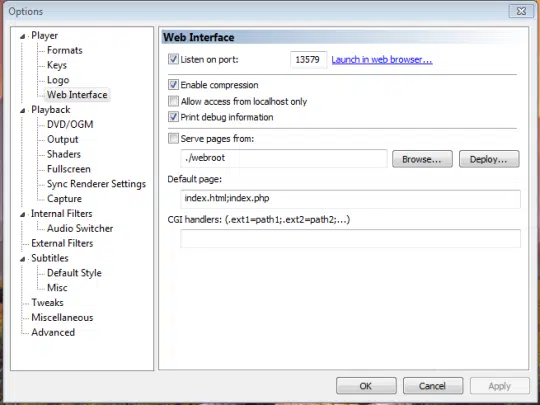 Options
Player
Formats
Keys
Logo
Web Interface
Playback
DVD/OGM
Output
Shaders
Fullscreen
Sync Renderer Settings
Capture
Internal Filters
Audio Switcher
External Filters
Subtitles
Default Style
Misc
Tweaks
Miscellaneous
Advanced
Web Interface
Listen on port: 13579 Launch in web browser...
Enable compression
Allow access from localhost only
Print debug information
Serve pages from:
./webroot Browse... Deploy...
Default page:
index.html;index.php
CGI handlers: (.ext1=path1;.ext2=path2;...)
OK Cancel Apply